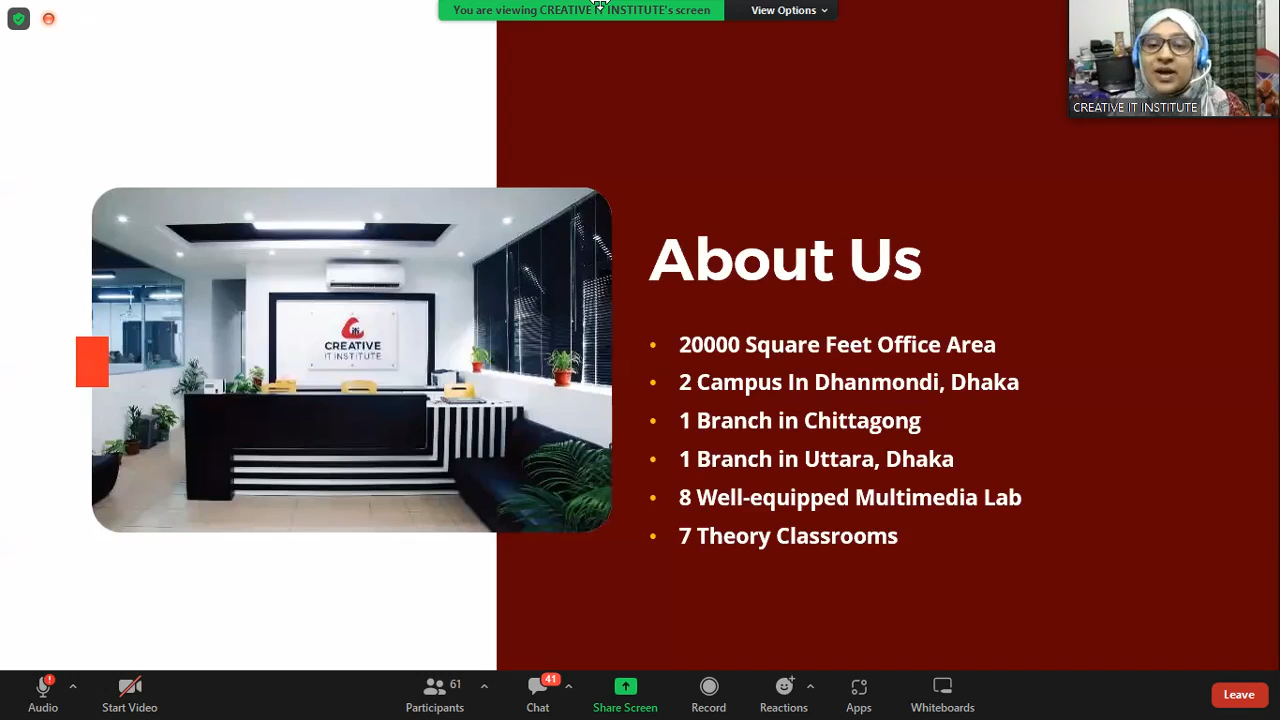 You are viewing CREATIVE IT INSTITUTE's screen
View Options
CREATIVE IT INSTITUTE
CREATIVE
IT INSTITUTE
About Us
• 20000 Square Feet Office Area
• 2 Campus In Dhanmondi, Dhaka
• 1 Branch in Chittagong
• 1 Branch in Uttara, Dhaka
• 8 Well-equipped Multimedia Lab
• 7 Theory Classrooms
Audio
Start Video
61
Participants
41
Chat
Share Screen
Record
Reactions
Apps
Whiteboards
Leave